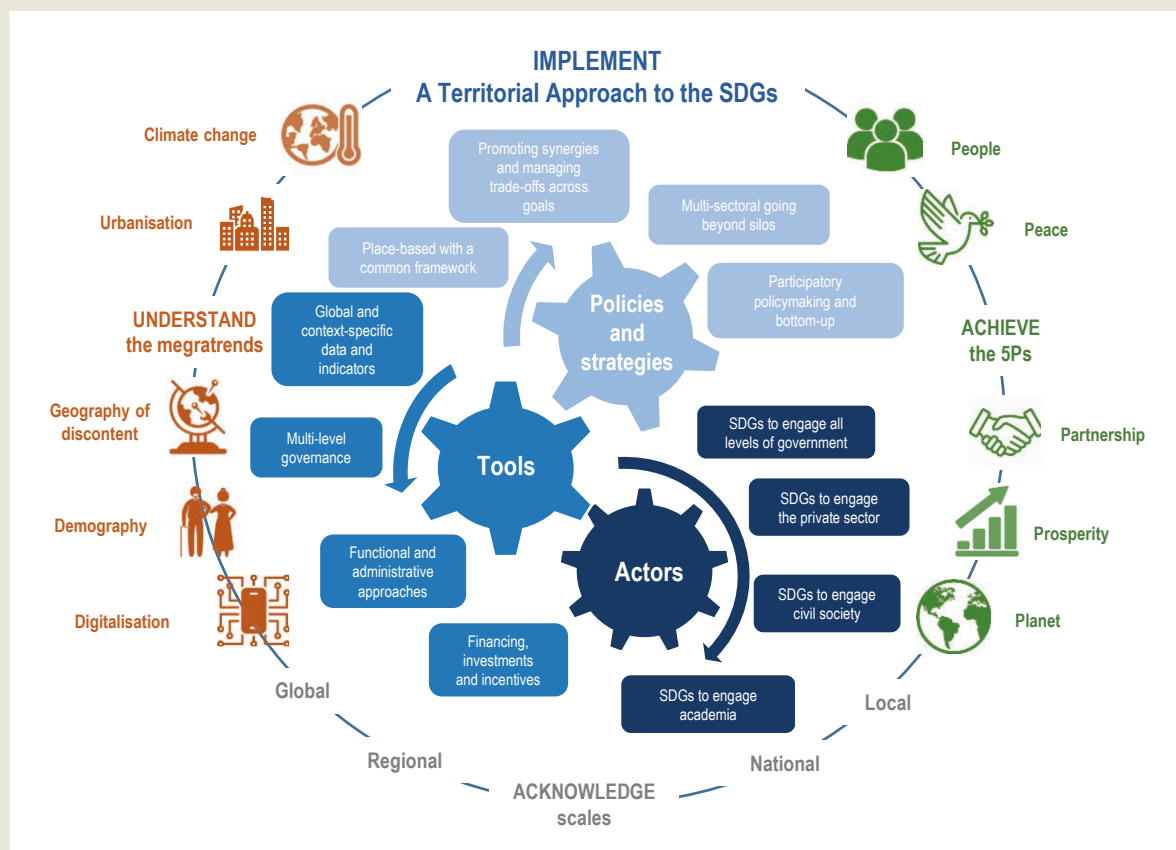 IMPLEMENT
A Territorial Approach to the SDGs
Climate change
Urbanisation
UNDERSTAND
the megratrends
Geography of
discontent
Demography
Digitalisation
Promoting synergies
and managing
trade-offs across
goals
Multi-sectoral going
beyond silos
Place-based with a
common framework
Participatory
policymaking and
bottom-up
Policies
and
strategies
Global and
context-specific
data and
indicators
Multi-level
governance
Tools
Functional and
administrative
approaches
Financing,
investments
and incentives
SDGs to engage all
levels of government
SDGs to engage
the private sector
Actors
SDGs to engage
civil society
SDGs to engage
academia
People
Peace
ACHIEVE
the 5Ps
Partnership
Prosperity
Planet
Global
Regional
ACKNOWLEDGE
scales
National
Local